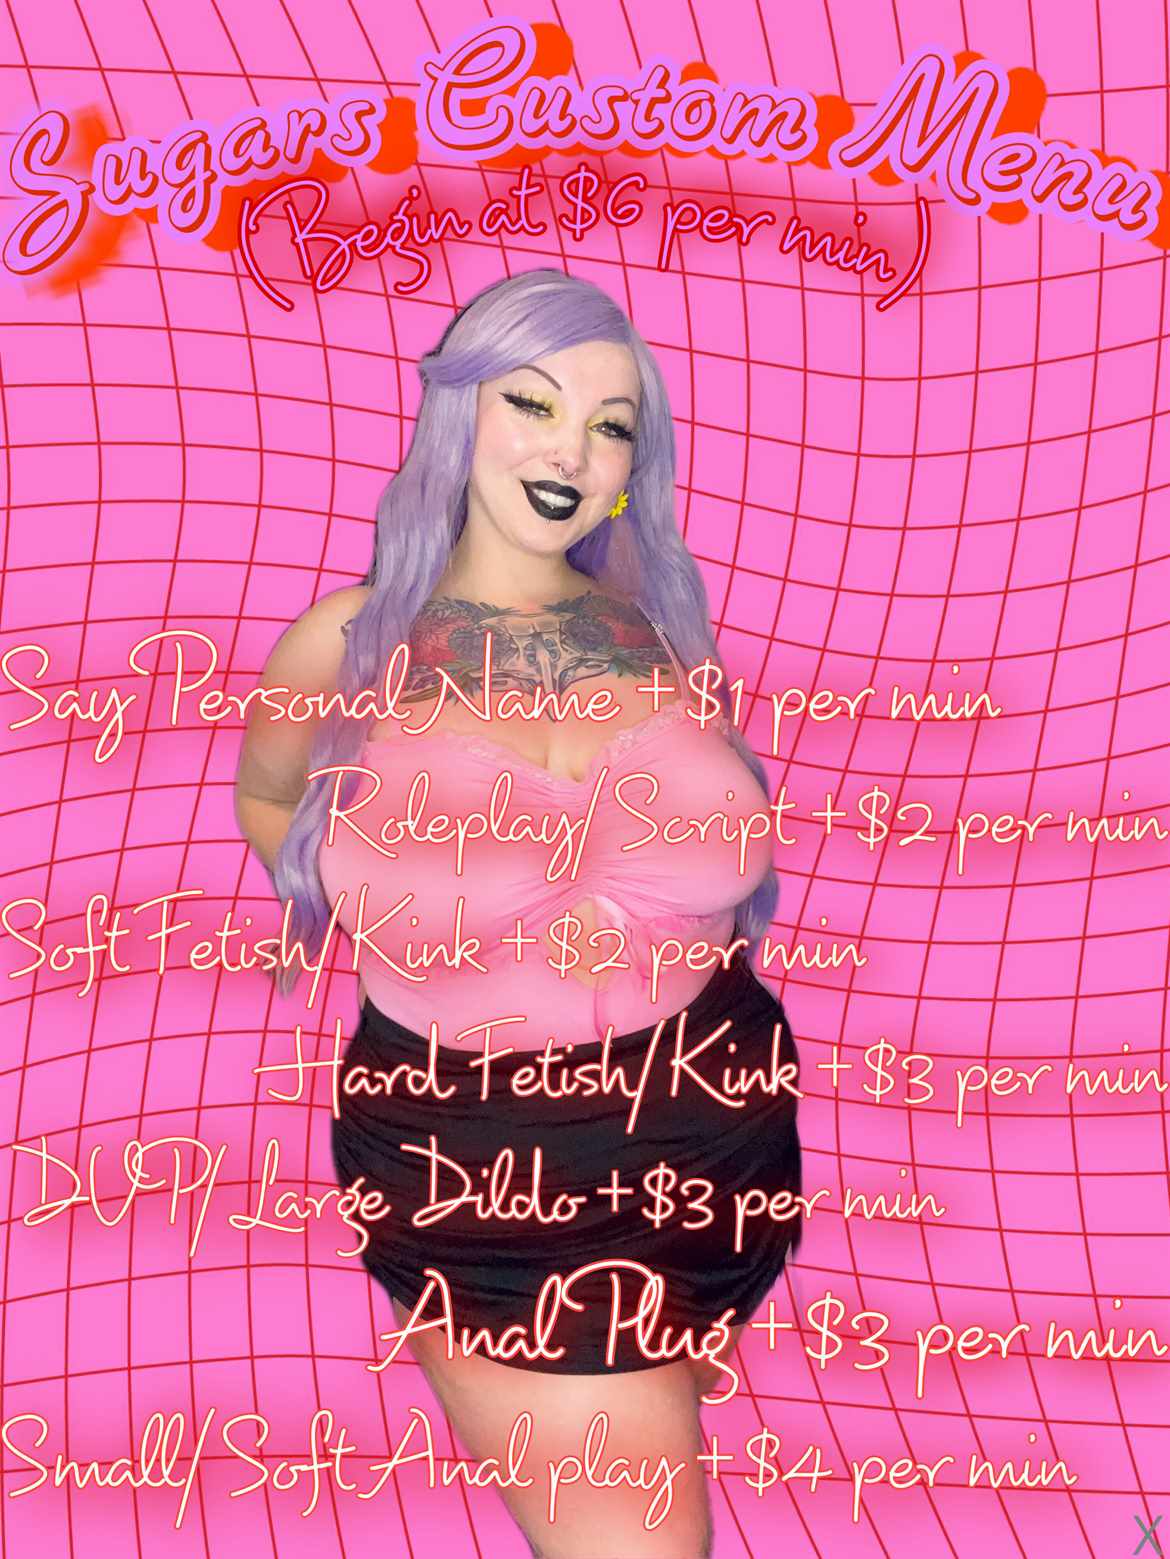 Sugars Custom Menu
(Begin at $6 per min)
Say Personal Name +$1 per min
Roleplay/Script +$2 per min
Soft Fetish/Kink +$2 per min
Hard Fetish/Kink +$3 per min
DVP/Large Dildo +$3 per min
Anal Plug +$3 per min
Small/Soft Anal play +$4 per min
X